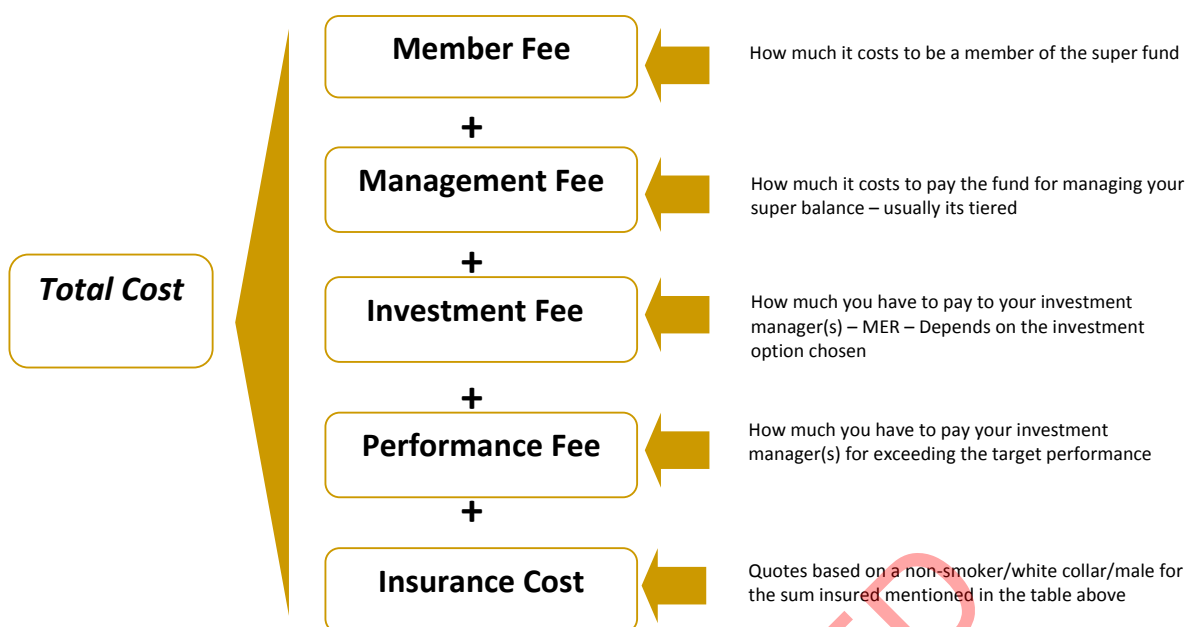 Member Fee
How much it costs to be a member of the super fund
+
Management Fee
How much it costs to pay the fund for managing your
super balance – usually its tiered
+
Total Cost
Investment Fee
How much you have to pay to your investment
manager(s) – MER – Depends on the investment
option chosen
+
Performance Fee
How much you have to pay your investment
manager(s) for exceeding the target performance
+
Insurance Cost
Quotes based on a non-smoker/white collar/male for
the sum insured mentioned in the table above